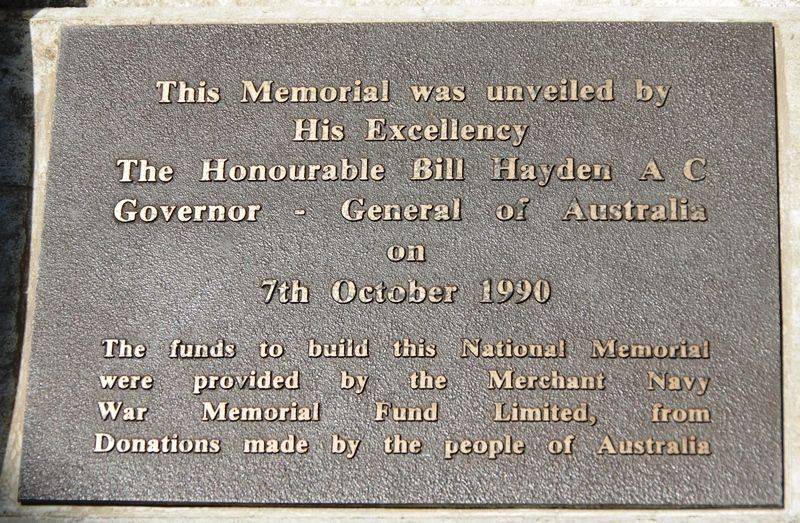 This Memorial was unveiled by
His Excellency
The Honourable Bill Hayden A C
Governor - General of Australia
on
7th October 1990
The funds to build this National Memorial
were provided by the Merchant Navy
War Memorial Fund Limited, from
Donations made by the people of Australia